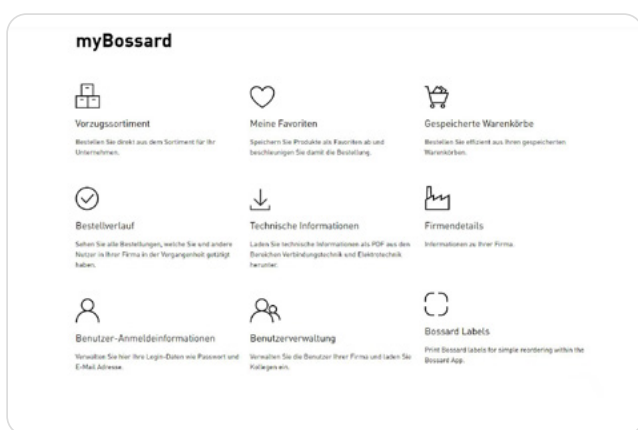 myBossard
Vorzugssortiment
Bestellen Sie direkt aus dem Sortiment für Ihr
Unternehmen.
Meine Favoriten
Speichern Sie Produkte als Favoriten ab und
beschleunigen Sie damit die Bestellung.
Gespeicherte Warenkörbe
Bestellen Sie effizient aus Ihren gespeicherten
Warenkörben.
Bestellverlauf
Sehen Sie alle Bestellungen, welche Sie und andere
Nutzer in Ihrer Firma in der Vergangenheit getätigt
haben.
Technische Informationen
Laden Sie technische Informationen als PDF aus den
Bereichen Verbindungstechnik und Elektrotechnik
herunter.
Firmendetails
Informationen zu Ihrer Firma.
Benutzer-Anmeldeinformationen
Verwalten Sie hier Ihre Login-Daten wie Passwort und
E-Mail Adresse.
Benutzerverwaltung
Verwalten Sie die Benutzer Ihrer Firma und laden Sie
Kollegen ein.
Bossard Labels
Print Bossard labels for simple reordering within the
Bossard App.